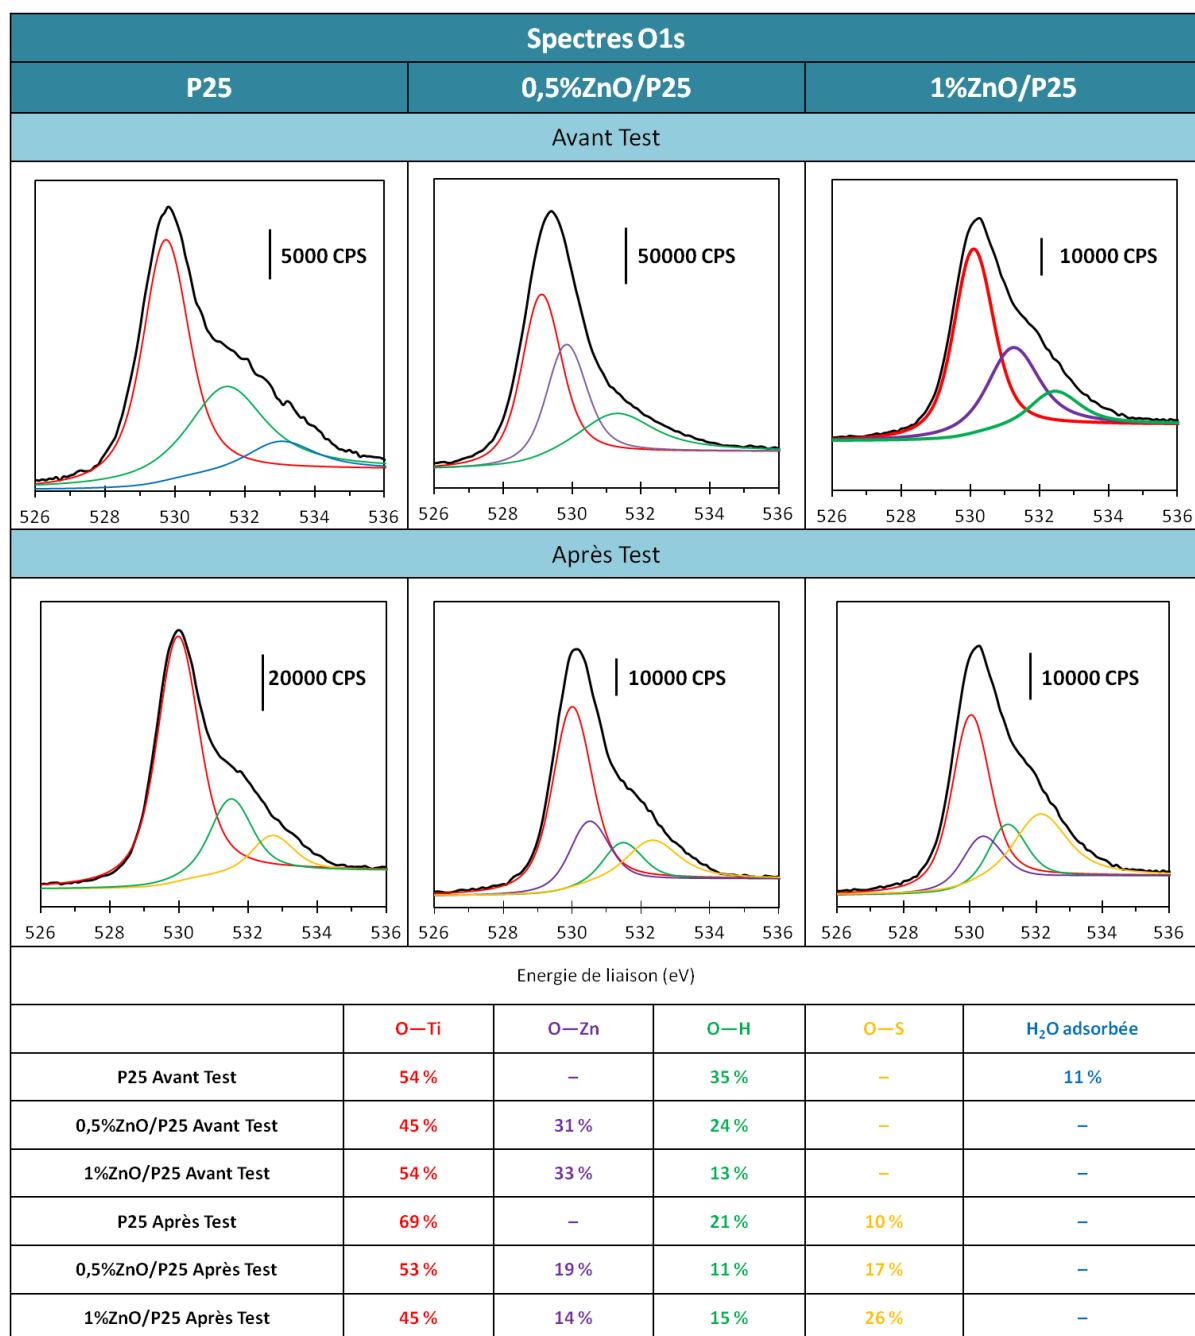 Spectres O1s
P25 0,5%ZnO/P25 1%ZnO/P25
Avant Test
5000 CPS 50000 CPS 10000 CPS
526 528 530 532 534 536 526 528 530 532 534 536 526 528 530 532 534 536
Après Test
20000 CPS 10000 CPS 10000 CPS
526 528 530 532 534 536 526 528 530 532 534 536 526 528 530 532 534 536
Energie de liaison (eV)
O—Ti O—Zn O—H O—S H₂O adsorbée
P25 Avant Test 54 % – 35 % – 11 %
0,5%ZnO/P25 Avant Test 45 % 31 % 24 % – –
1%ZnO/P25 Avant Test 54 % 33 % 13 % – –
P25 Après Test 69 % – 21 % 10 % –
0,5%ZnO/P25 Après Test 53 % 19 % 11 % 17 % –
1%ZnO/P25 Après Test 45 % 14 % 15 % 26 % –